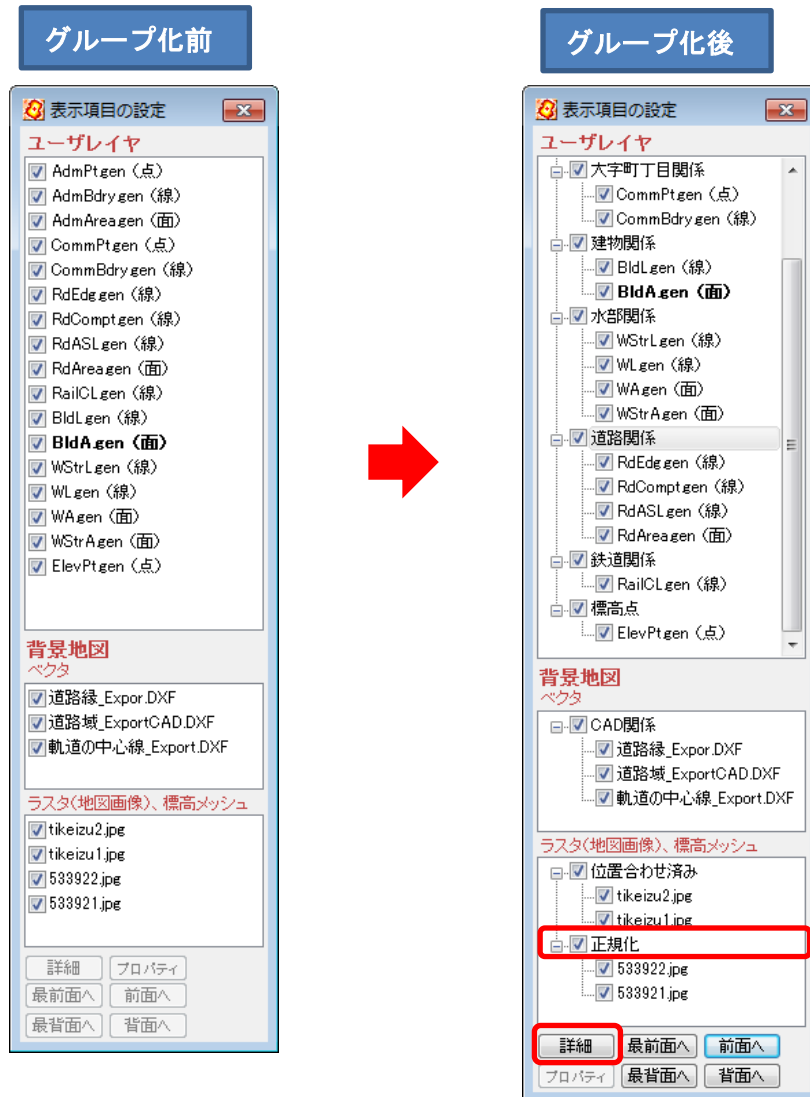 グループ化前
表示項目の設定
ユーザレイヤ
AdmPtgen（点）
AdmBdrygen（線）
AdmAreagen（面）
CommPtgen（点）
CommBdrygen（線）
RdEdggen（線）
RdComptgen（線）
RdASLgen（線）
RdAreagen（面）
RailCLgen（線）
BldLgen（線）
BldAgen（面）
WStrLgen（線）
WLgen（線）
WAgen（面）
WStrAgen（面）
ElevPtgen（点）
背景地図
ベクタ
道路縁_Expor.DXF
道路域_ExportCAD.DXF
軌道の中心線_Export.DXF
ラスタ(地図画像)、標高メッシュ
tikeizu2.jpg
tikeizu1.jpg
533922.jpg
533921.jpg
詳細 プロパティ
最前面へ 前面へ
最背面へ 背面へ
グループ化後
表示項目の設定
ユーザレイヤ
大字町丁目関係
CommPtgen（点）
CommBdrygen（線）
建物関係
BldLgen（線）
BldAgen（面）
水部関係
WStrLgen（線）
WLgen（線）
WAgen（面）
WStrAgen（面）
道路関係
RdEdggen（線）
RdComptgen（線）
RdASLgen（線）
RdAreagen（面）
鉄道関係
RailCLgen（線）
標高点
ElevPtgen（点）
背景地図
ベクタ
CAD関係
道路縁_Expor.DXF
道路域_ExportCAD.DXF
軌道の中心線_Export.DXF
ラスタ(地図画像)、標高メッシュ
位置合わせ済み
tikeizu2.jpg
tikeizu1.jpg
正規化
533922.jpg
533921.jpg
詳細 最前面へ 前面へ
プロパティ 最背面へ 背面へ